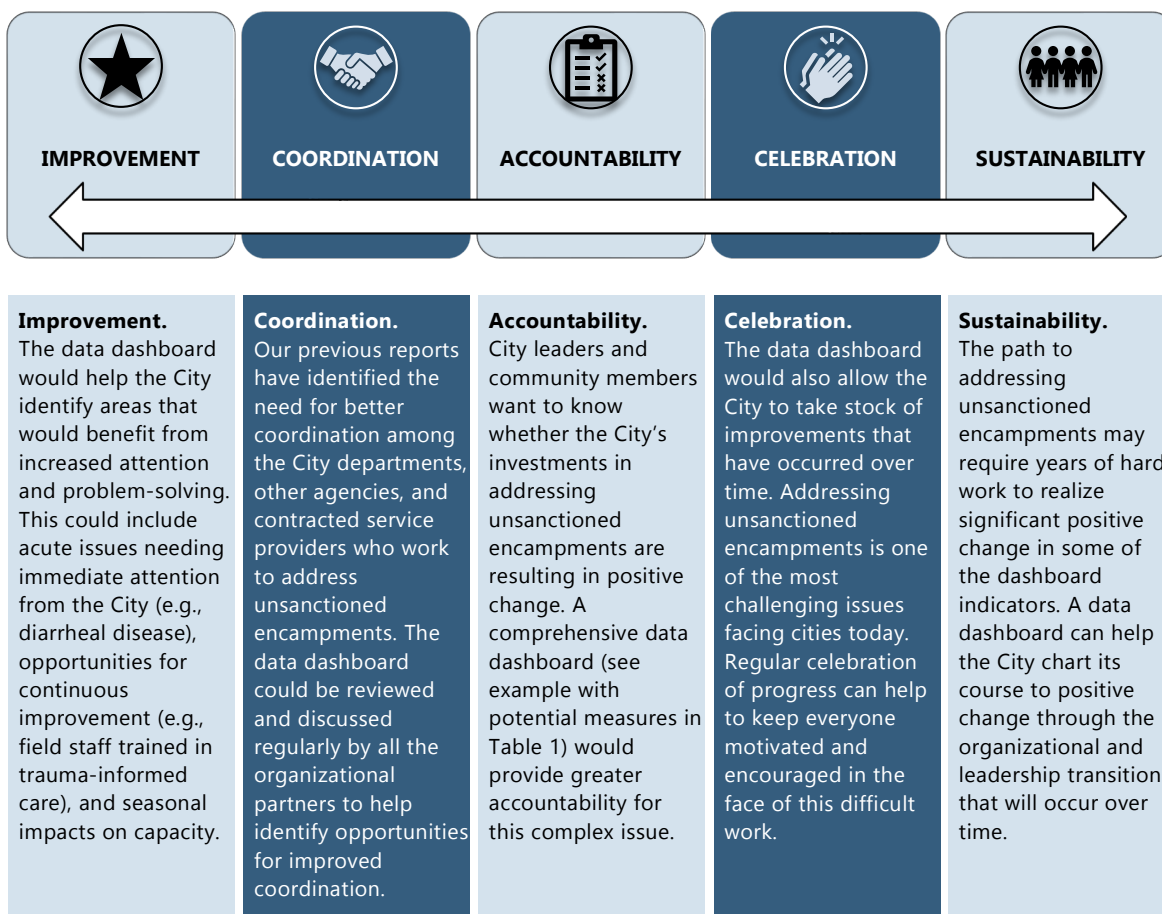 IMPROVEMENT
COORDINATION
ACCOUNTABILITY
CELEBRATION
SUSTAINABILITY
Improvement.
The data dashboard
would help the City
identify areas that
would benefit from
increased attention
and problem-solving.
This could include
acute issues needing
immediate attention
from the City (e.g.,
diarrheal disease),
opportunities for
continuous
improvement (e.g.,
field staff trained in
trauma-informed
care), and seasonal
impacts on capacity.
Coordination.
Our previous reports
have identified the
need for better
coordination among
the City departments,
other agencies, and
contracted service
providers who work
to address
unsanctioned
encampments. The
data dashboard
could be reviewed
and discussed
regularly by all the
organizational
partners to help
identify opportunities
for improved
coordination.
Accountability.
City leaders and
community members
want to know
whether the City's
investments in
addressing
unsanctioned
encampments are
resulting in positive
change. A
comprehensive data
dashboard (see
example with
potential measures in
Table 1) would
provide greater
accountability for
this complex issue.
Celebration.
The data dashboard
would also allow the
City to take stock of
improvements that
have occurred over
time. Addressing
unsanctioned
encampments is one
of the most
challenging issues
facing cities today.
Regular celebration
of progress can help
to keep everyone
motivated and
encouraged in the
face of this difficult
work.
Sustainability.
The path to
addressing
unsanctioned
encampments may
require years of hard
work to realize
significant positive
change in some of
the dashboard
indicators. A data
dashboard can help
the City chart its
course to positive
change through the
organizational and
leadership transition
that will occur over
time.